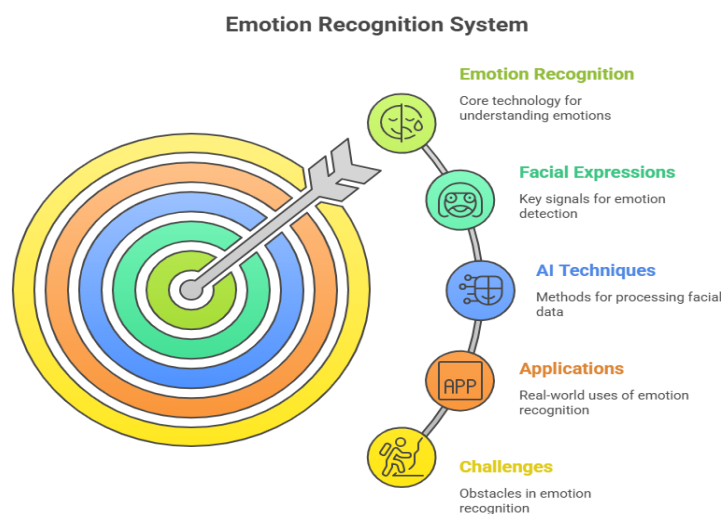 Emotion Recognition System
Emotion Recognition
Core technology for
understanding emotions
Facial Expressions
Key signals for emotion
detection
AI Techniques
Methods for processing facial
data
APP
Applications
Real-world uses of emotion
recognition
Challenges
Obstacles in emotion
recognition